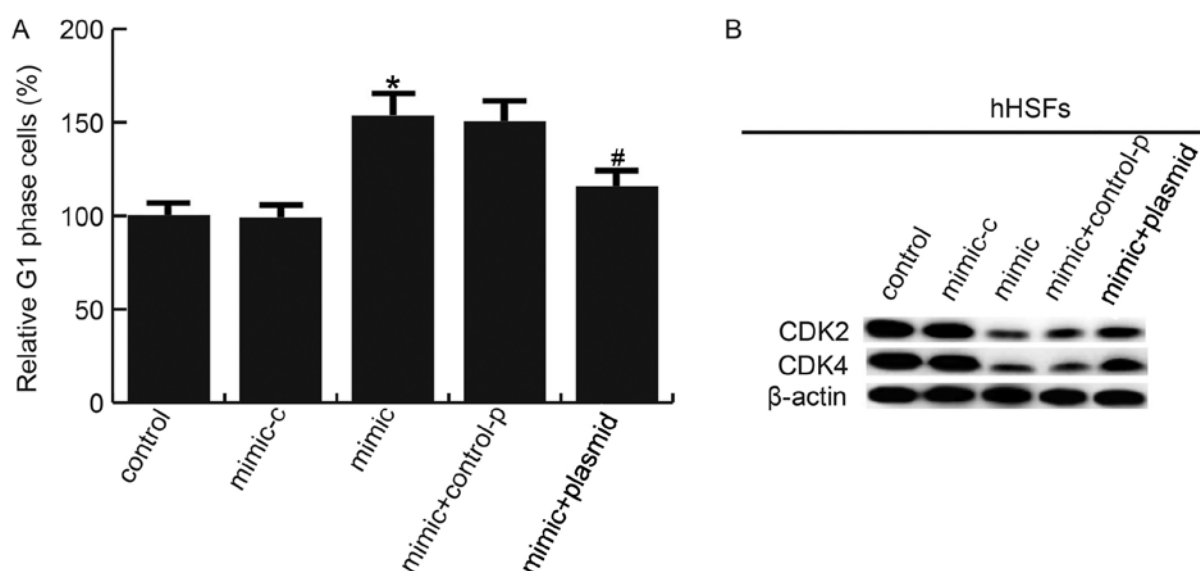 A
Relative G1 phase cells (%)
200
150
100
50
0
*
#
control
mimic-c
mimic
mimic+control-p
mimic+plasmid
B
hHSFs
control
mimic-c
mimic
mimic+control-p
mimic+plasmid
CDK2
CDK4
β-actin